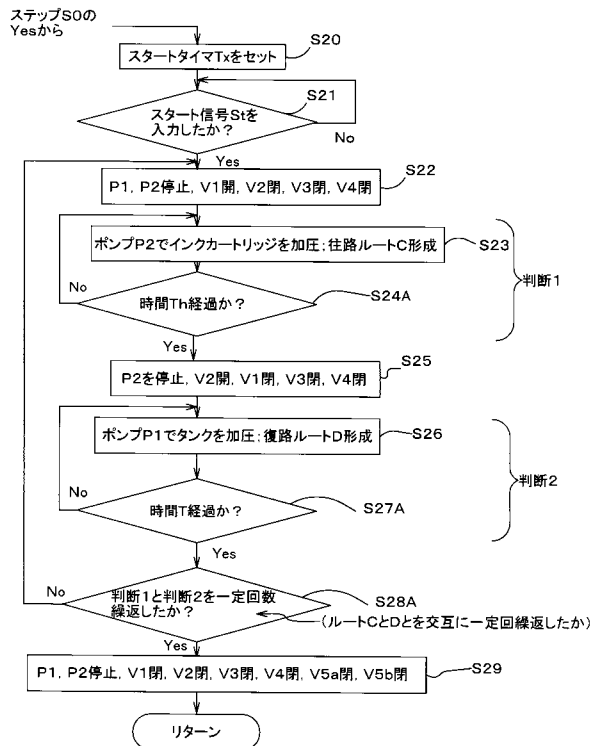 ステップS0の
Yesから
S20
スタートタイマTxをセット
S21
スタート信号Stを
入力したか？
No
Yes
S22
P1, P2停止, V1開, V2閉, V3閉, V4閉
S23
ポンプP2でインクカートリッジを加圧；往路ルートC形成
判断1
No
S24A
時間Th経過か？
Yes
S25
P2を停止, V2開, V1閉, V3閉, V4閉
S26
ポンプP1でタンクを加圧；復路ルートD形成
判断2
No
S27A
時間T経過か？
Yes
No
S28A
判断1と判断2を一定回数
繰返したか？
(ルートCとDとを交互に一定回繰返したか)
Yes
S29
P1, P2停止, V1閉, V2閉, V3閉, V4閉, V5a閉, V5b閉
リターン